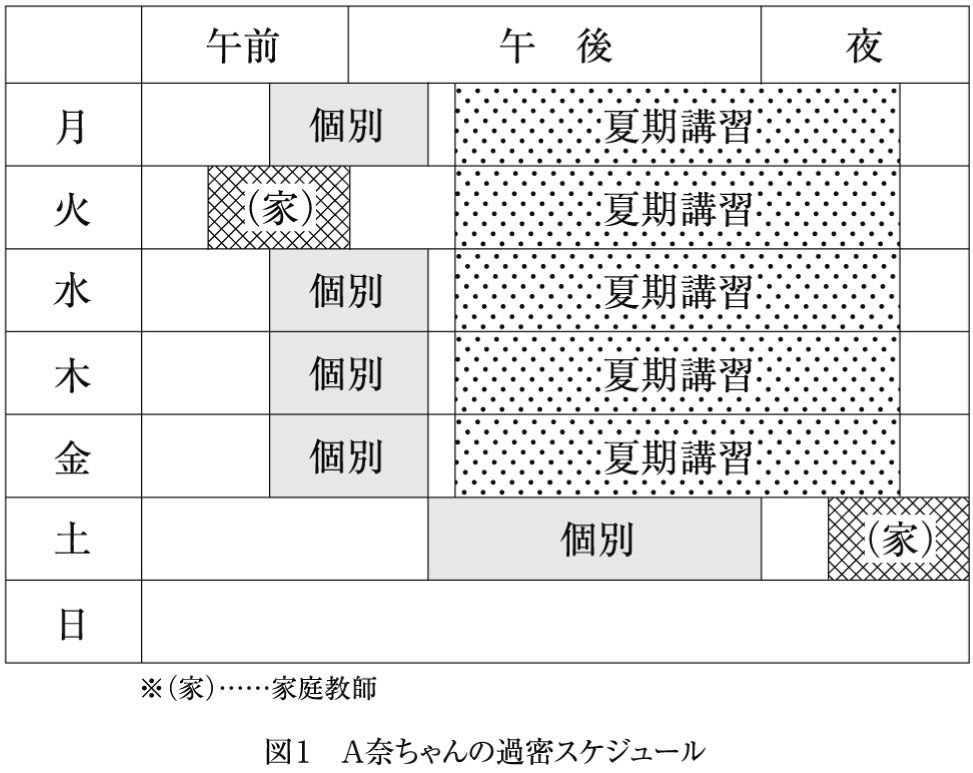 午前 午後 夜
月 個別 夏期講習
火 (家) 夏期講習
水 個別 夏期講習
木 個別 夏期講習
金 個別 夏期講習
土 個別 (家)
日
※(家)……家庭教師
図1 A奈ちゃんの過密スケジュール